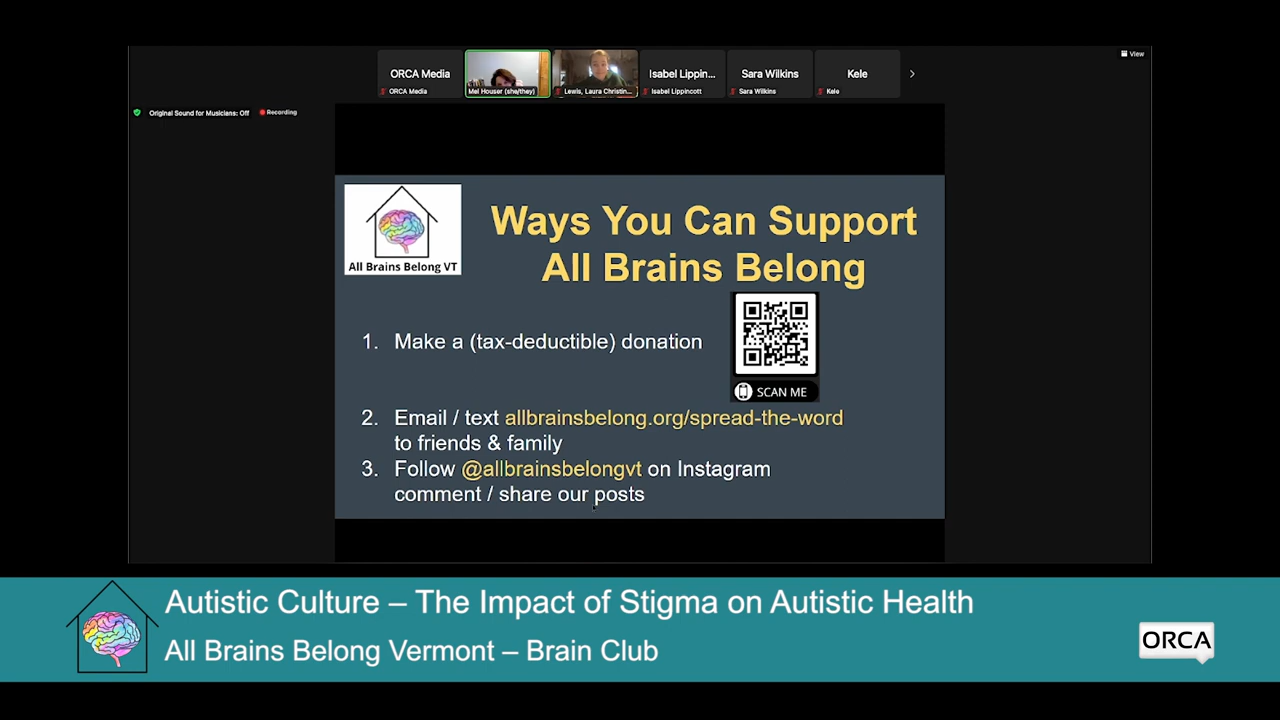 View
ORCA Media
ORCA Media
Mel Houser (she/they)
Lewis, Laura Christin...
Isabel Lippin...
Isabel Lippincott
Sara Wilkins
Sara Wilkins
Kele
Kele
Original Sound for Musicians: Off
Recording
All Brains Belong VT
Ways You Can Support
All Brains Belong
1. Make a (tax-deductible) donation
SCAN ME
2. Email / text allbrainsbelong.org/spread-the-word
to friends & family
3. Follow @allbrainsbelongvt on Instagram
comment / share our posts
Autistic Culture – The Impact of Stigma on Autistic Health
All Brains Belong Vermont – Brain Club
ORCA